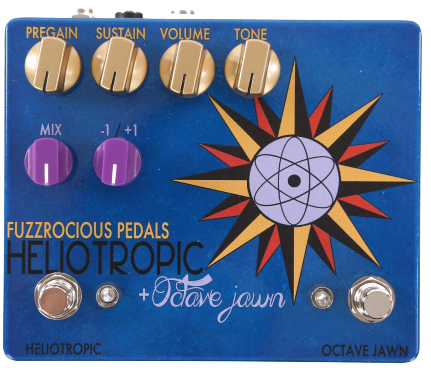 PREGAIN SUSTAIN VOLUME TONE
MIX -1 / +1
FUZZROCIOUS PEDALS
HELIOTROPIC
+Octave jawn
HELIOTROPIC OCTAVE JAWN